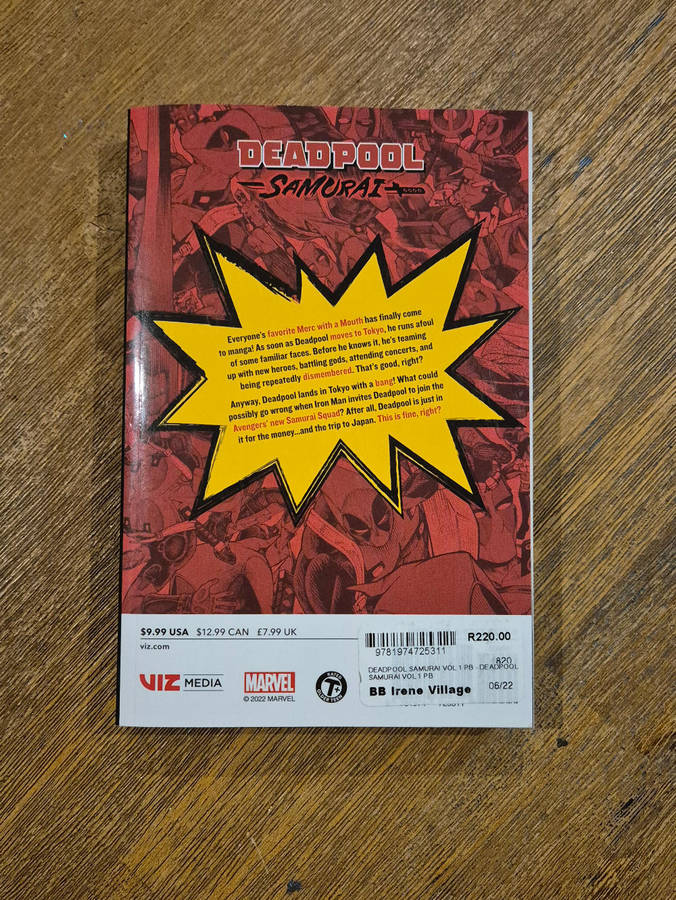 DEADPOOL
SAMURAI
Everyone's favorite Merc with a Mouth has finally come
to manga! As soon as Deadpool moves to Tokyo, he runs afoul
of some familiar faces. Before he knows it, he's teaming
up with new heroes, battling gods, attending concerts, and
being repeatedly dismembered. That's good, right?
Anyway, Deadpool lands in Tokyo with a bang! What could
possibly go wrong when Iron Man invites Deadpool to join the
Avengers' new Samurai Squad? After all, Deadpool is just in
it for the money...and the trip to Japan. This is fine, right?
$9.99 USA $12.99 CAN £7.99 UK
viz.com
VIZ MEDIA
MARVEL
© 2022 MARVEL
RATED
T+
OLDER TEEN
R220.00
9781974725311
820
DEADPOOL SAMURAI VOL 1 PB - DEADPOOL
SAMURAI VOL 1 PB
BB Irene Village
06/22